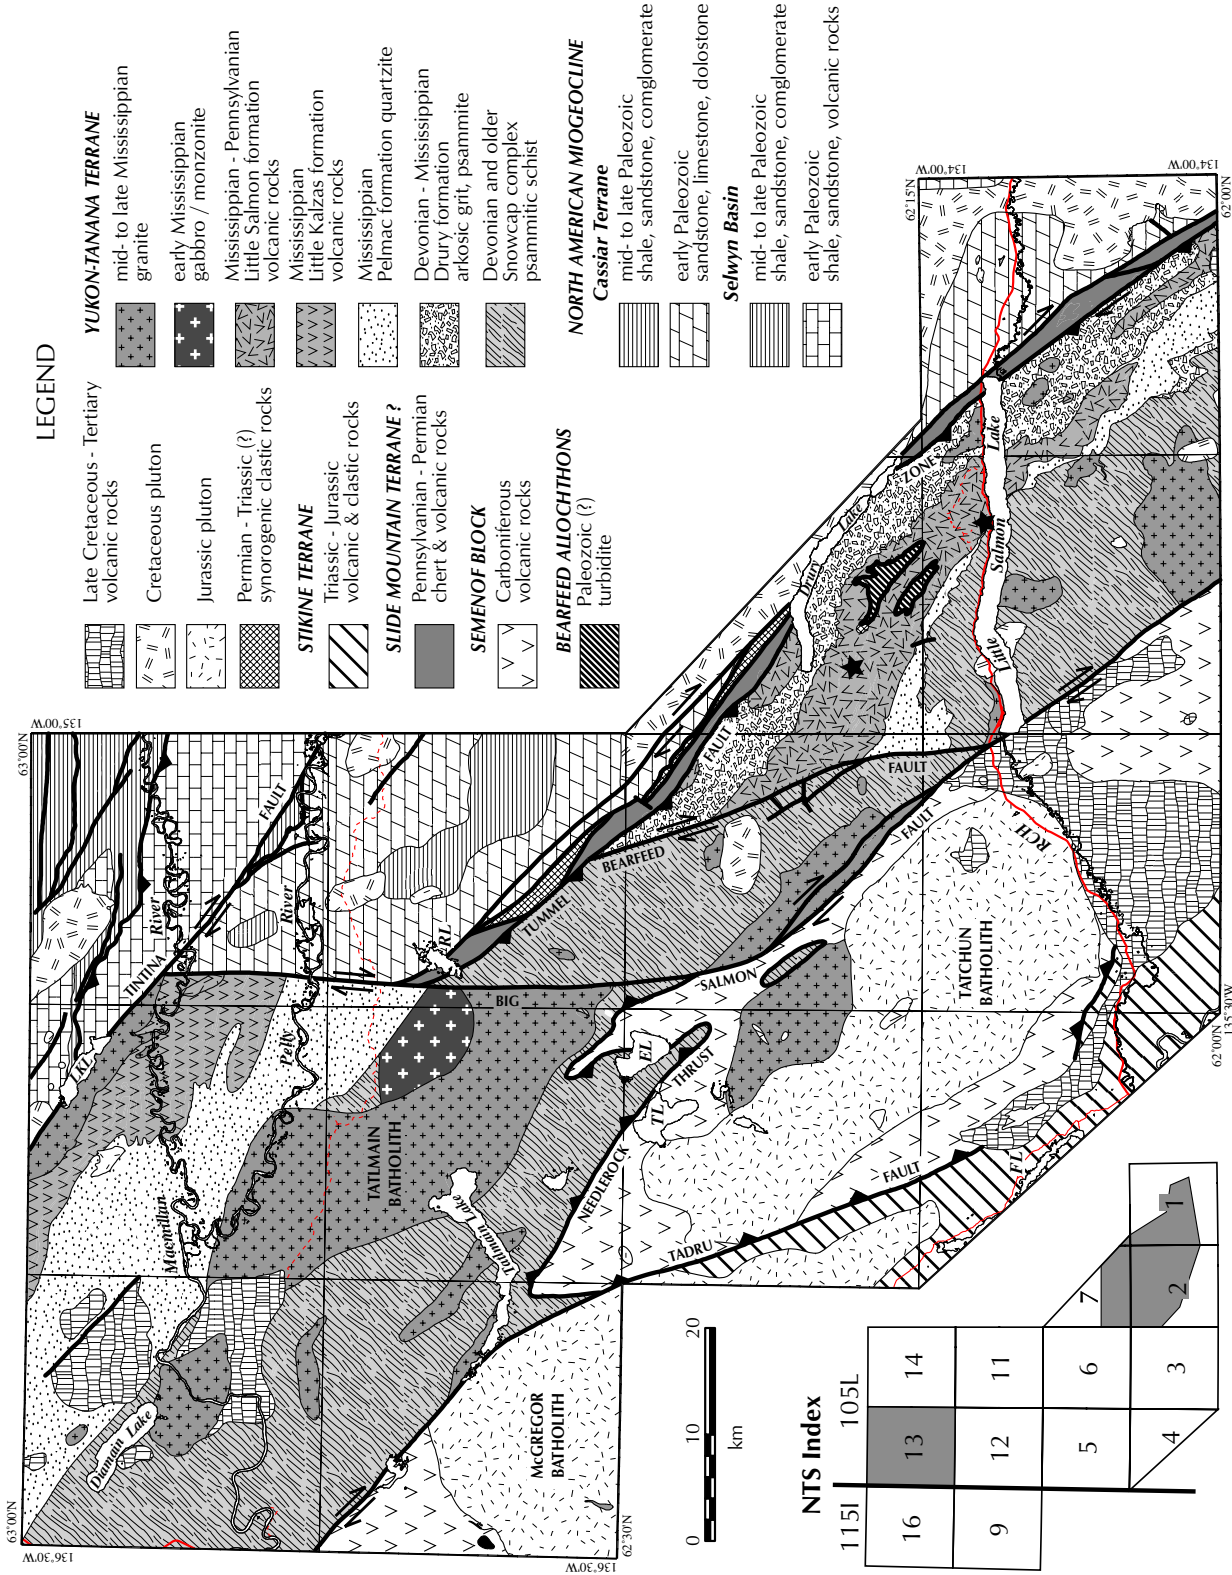 LEGEND
Late Cretaceous - Tertiary
volcanic rocks
Cretaceous pluton
Jurassic pluton
Permian - Triassic (?)
synorogenic clastic rocks
STIKINE TERRANE
Triassic - Jurassic
volcanic & clastic rocks
SLIDE MOUNTAIN TERRANE ?
Pennsylvanian - Permian
chert & volcanic rocks
SEMENOF BLOCK
Carboniferous
volcanic rocks
BEARFEED ALLOCHTHONS
Paleozoic (?)
turbidite
YUKON-TANANA TERRANE
mid- to late Mississippian
granite
early Mississippian
gabbro / monzonite
Mississippian - Pennsylvanian
Little Salmon formation
volcanic rocks
Mississippian
Little Kalzas formation
volcanic rocks
Mississippian
Pelmac formation quartzite
Devonian - Mississippian
Drury formation
arkosic grit, psammite
Devonian and older
Snowcap complex
psammitic schist
NORTH AMERICAN MIOGEOCLINE
Cassiar Terrane
mid- to late Paleozoic
shale, sandstone, comglomerate
early Paleozoic
sandstone, limestone, dolostone
Selwyn Basin
mid- to late Paleozoic
shale, sandstone, comglomerate
early Paleozoic
shale, sandstone, volcanic rocks
63°00'N
136°30'W
63°00'N
135°00'W
62°30'N
136°30'W
62°15'N
134°00'W
134°00'W
62°00'N
62°00'N
135°30'W
Diamain Lake
Macmillan
River
LKL
TINTINA
FAULT
Pelly
River
TATLMAN
BATHOLITH
Tatlmain Lake
McGREGOR
BATHOLITH
NEEDLEROCK
THRUST
TADRU
FAULT
TL
EL
FL
RL
BIG
SALMON
FAULT
TUMMEL
FAULT
ZONE
BEARFEED
FAULT
TATCHUN
BATHOLITH
RCH
Drury
Lake
Little
Salmon
Lake
0
10
20
km
NTS Index
115I
105L
16
13
14
9
12
11
5
6
7
4
3
2
1